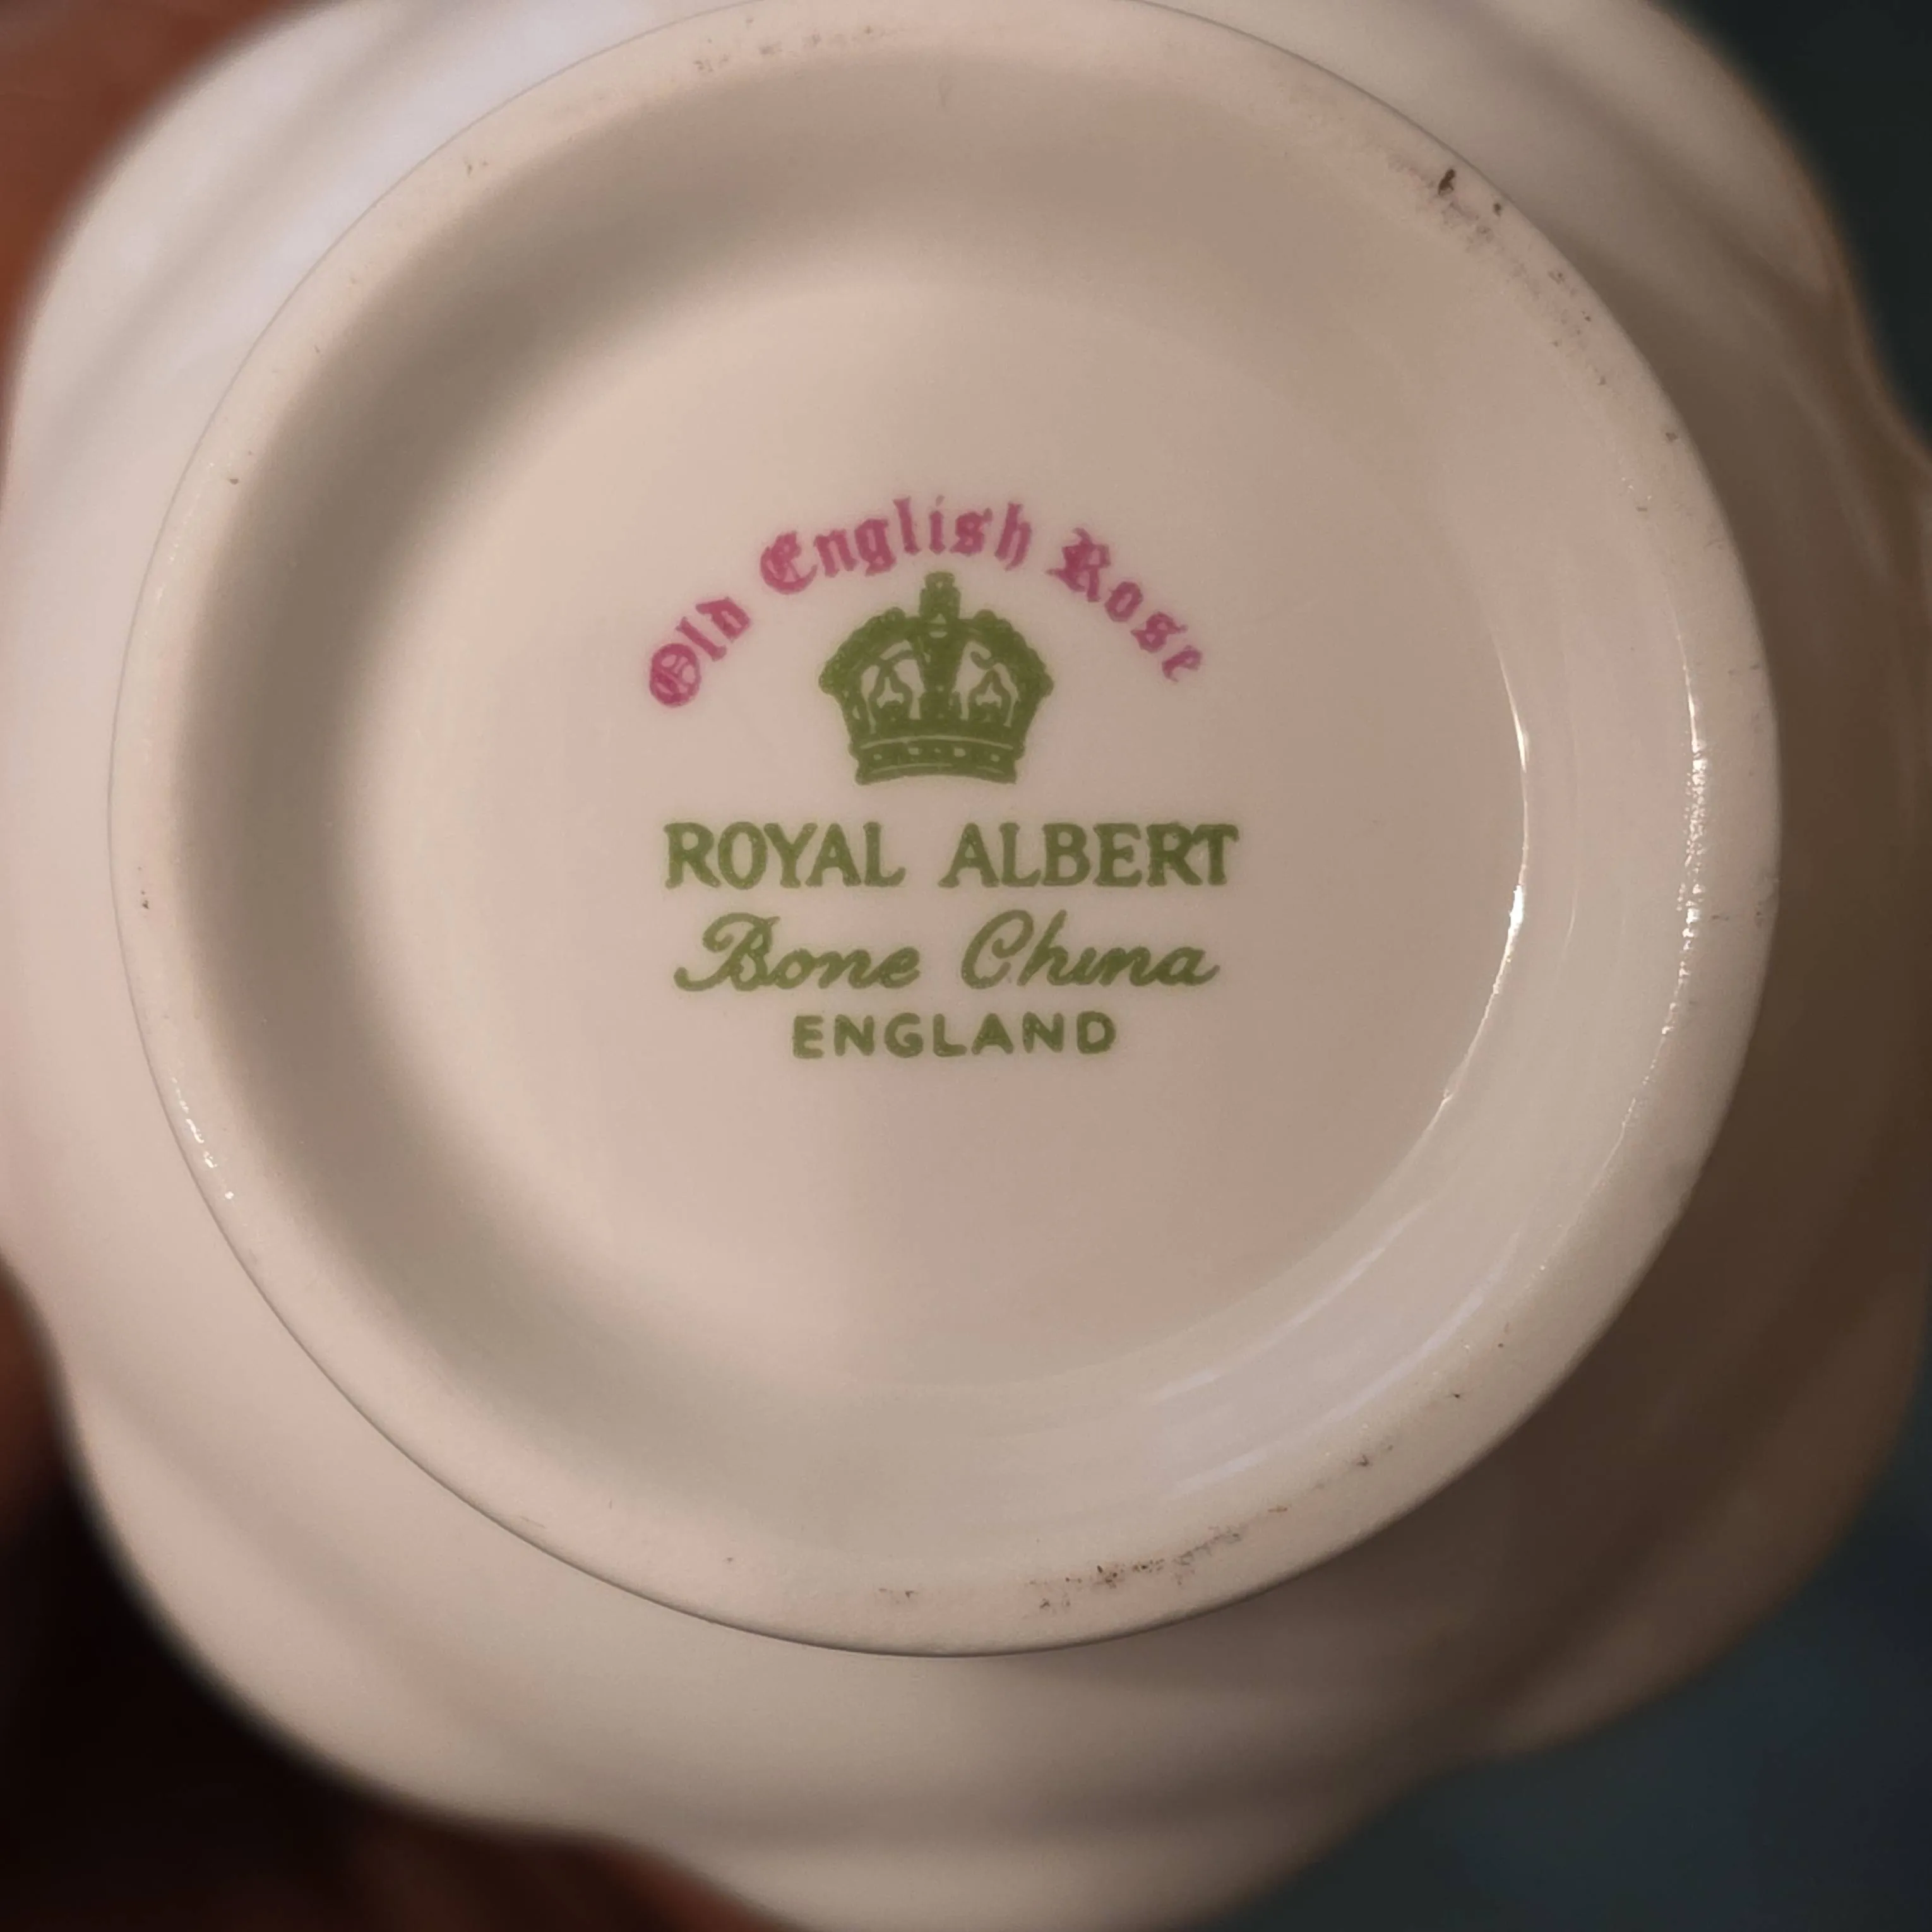 Old English Rose
ROYAL ALBERT
Bone China
ENGLAND